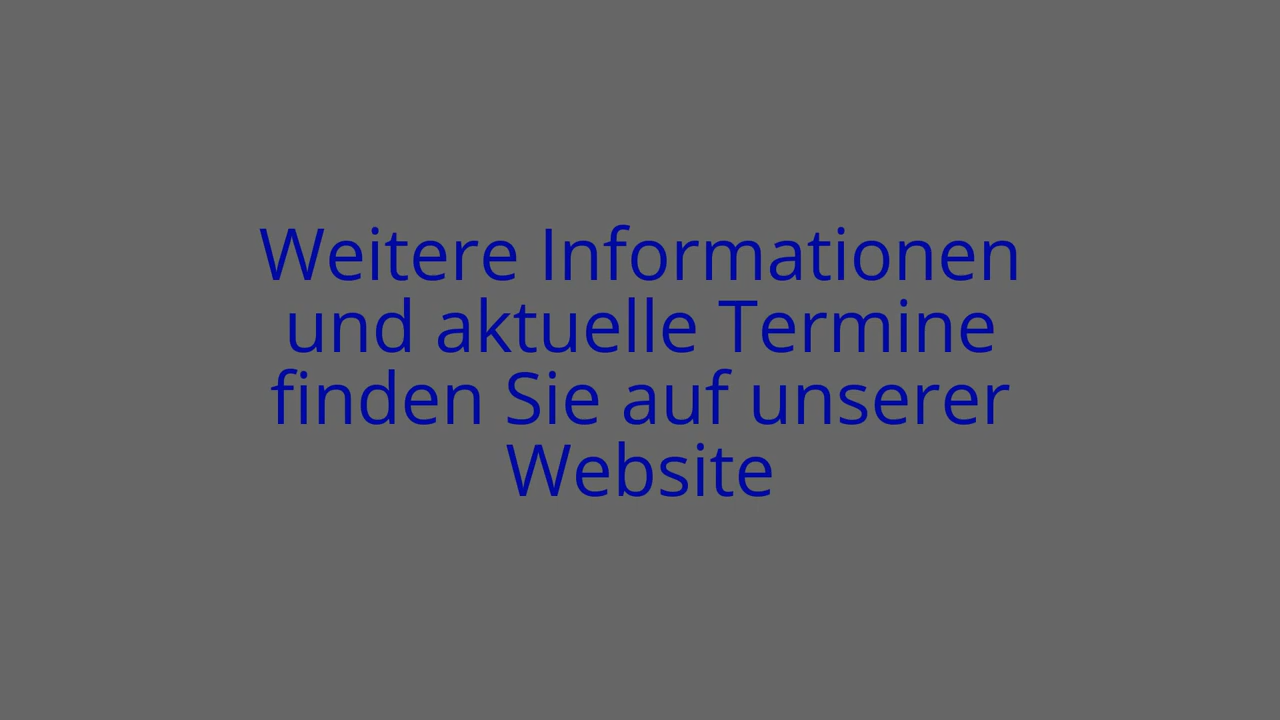 Weitere Informationen
und aktuelle Termine
finden Sie auf unserer
Website